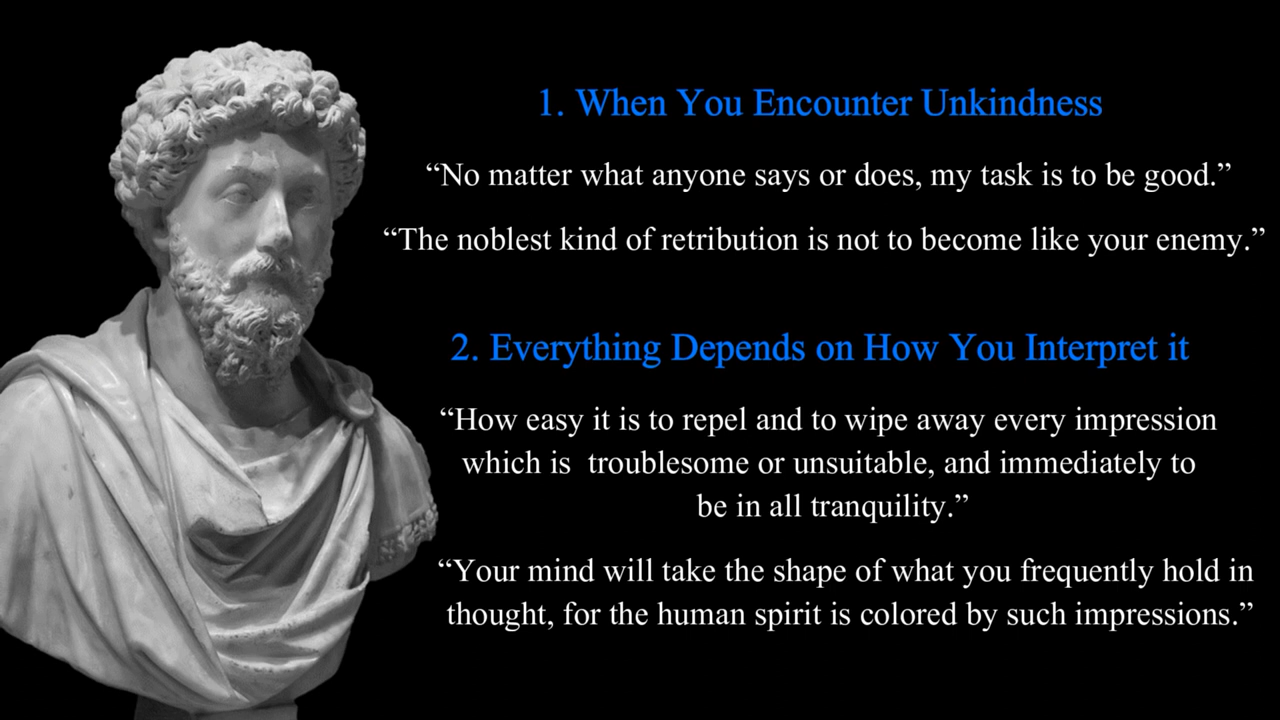 1. When You Encounter Unkindness
“No matter what anyone says or does, my task is to be good.”
“The noblest kind of retribution is not to become like your enemy.”
2. Everything Depends on How You Interpret it
“How easy it is to repel and to wipe away every impression
which is  troublesome or unsuitable, and immediately to
be in all tranquility.”
“Your mind will take the shape of what you frequently hold in
thought, for the human spirit is colored by such impressions.”